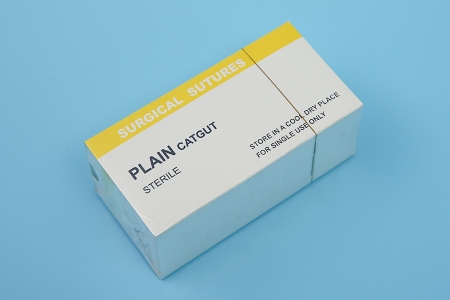 SURGICAL SUTURES
PLAIN CATGUT
STERILE
STORE IN A COOL DRY PLACE
FOR SINGLE USE ONLY